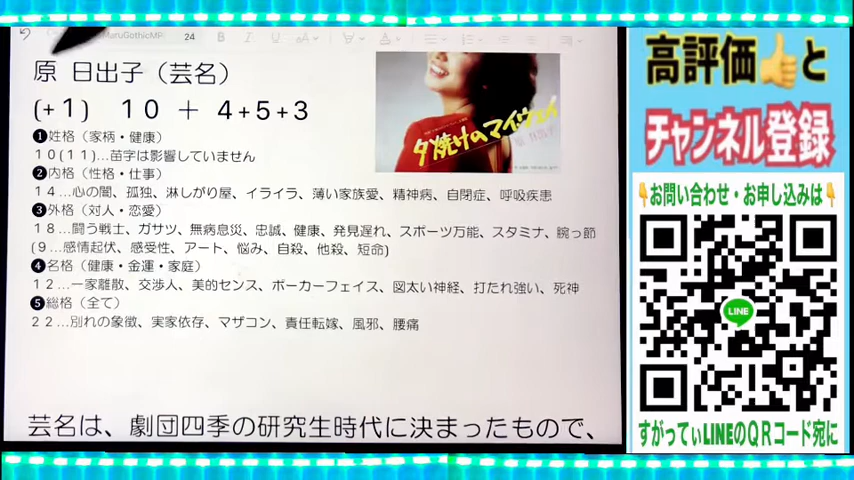 24
原 日出子（芸名）
(+1) 10 + 4+5+3
❶姓格（家柄・健康）
10(11)…苗字は影響していません
❷内格（性格・仕事）
14…心の闇、孤独、淋しがり屋、イライラ、薄い家族愛、精神病、自閉症、呼吸疾患
❸外格（対人・恋愛）
18…闘う戦士、ガサツ、無病息災、忠誠、健康、発見遅れ、スポーツ万能、スタミナ、腕っ節
(9…感情起伏、感受性、アート、悩み、自殺、他殺、短命)
❹名格（健康・金運・家庭）
12…一家離散、交渉人、美的センス、ポーカーフェイス、図太い神経、打たれ強い、死神
❺総格（全て）
22…別れの象徴、実家依存、マザコン、責任転嫁、風邪、腰痛
芸名は、劇団四季の研究生時代に決まったもので、
夕焼けのマイウェイ
高評価👍と
チャンネル登録
👇お問い合わせ・お申し込みは👇
LINE
すがってぃLINEのQRコード宛に